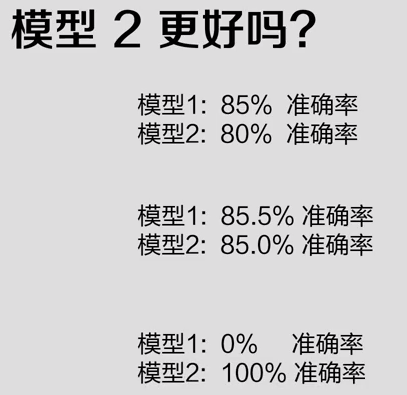 模型 2 更好吗?
模型1: 85% 准确率
模型2: 80% 准确率
模型1: 85.5% 准确率
模型2: 85.0% 准确率
模型1: 0% 准确率
模型2: 100% 准确率